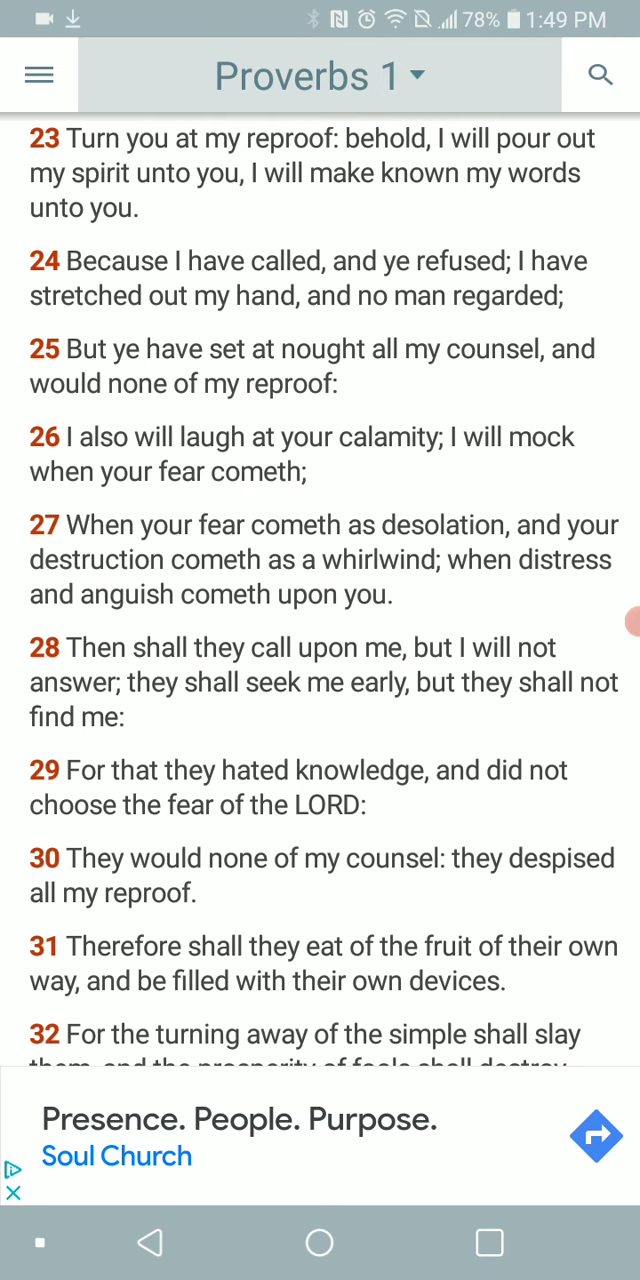 78% 1:49 PM
Proverbs 1
23 Turn you at my reproof: behold, I will pour out
my spirit unto you, I will make known my words
unto you.
24 Because I have called, and ye refused; I have
stretched out my hand, and no man regarded;
25 But ye have set at nought all my counsel, and
would none of my reproof:
26 I also will laugh at your calamity; I will mock
when your fear cometh;
27 When your fear cometh as desolation, and your
destruction cometh as a whirlwind; when distress
and anguish cometh upon you.
28 Then shall they call upon me, but I will not
answer; they shall seek me early, but they shall not
find me:
29 For that they hated knowledge, and did not
choose the fear of the LORD:
30 They would none of my counsel: they despised
all my reproof.
31 Therefore shall they eat of the fruit of their own
way, and be filled with their own devices.
32 For the turning away of the simple shall slay
them, and the prosperity of fools shall destroy
Presence. People. Purpose.
Soul Church